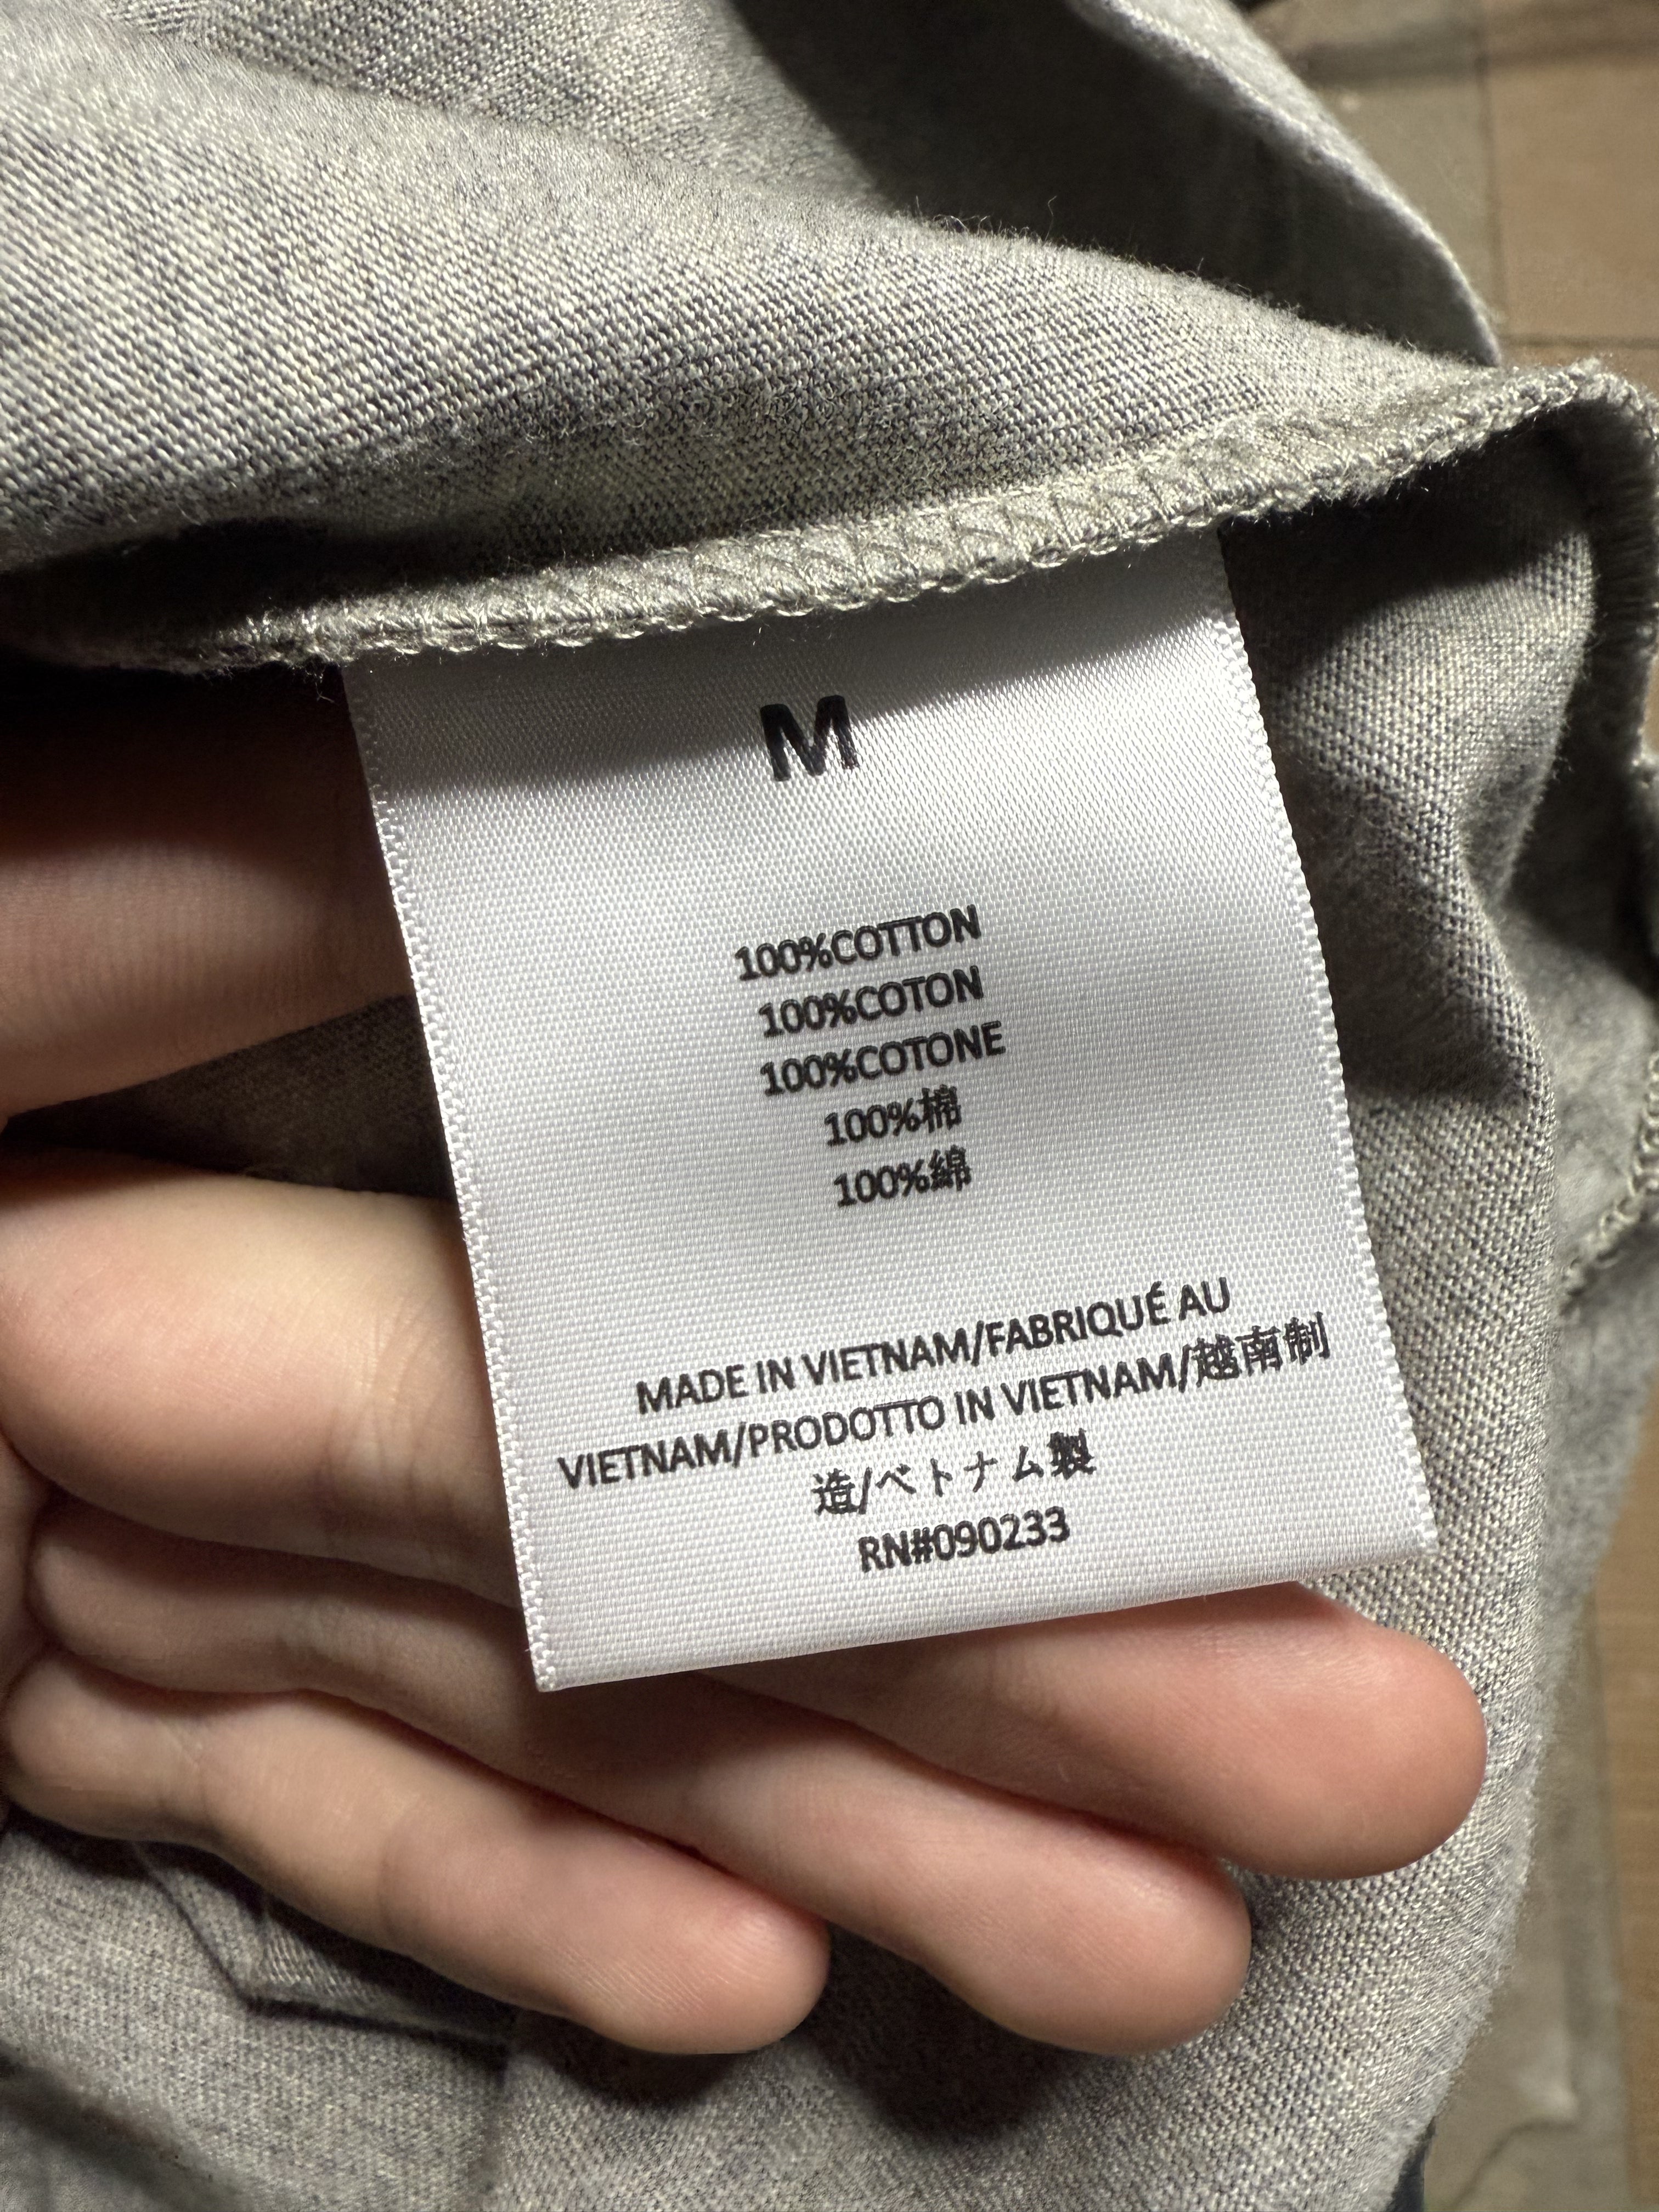 M
100%COTTON
100%COTON
100%COTONE
100%棉
100%綿
MADE IN VIETNAM/FABRIQUÉ AU
VIETNAM/PRODOTTO IN VIETNAM/越南制
造/ベトナム製
RN#090233